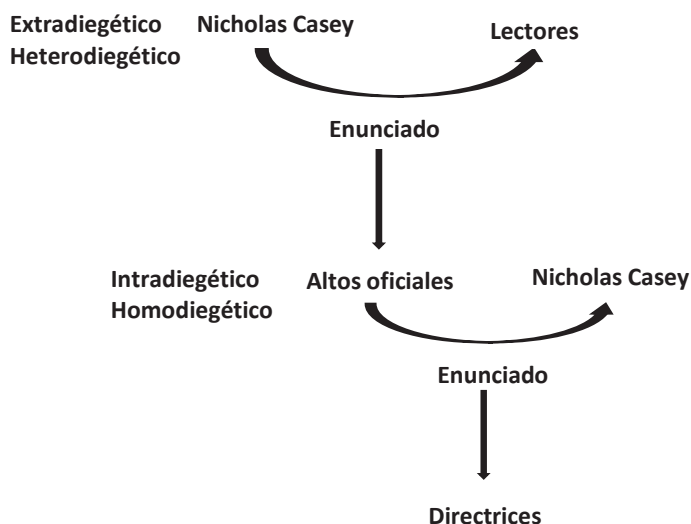 Extradiegético
Heterodiegético
Nicholas Casey
Lectores
Enunciado
Intradiegético
Homodiegético
Altos oficiales
Nicholas Casey
Enunciado
Directrices